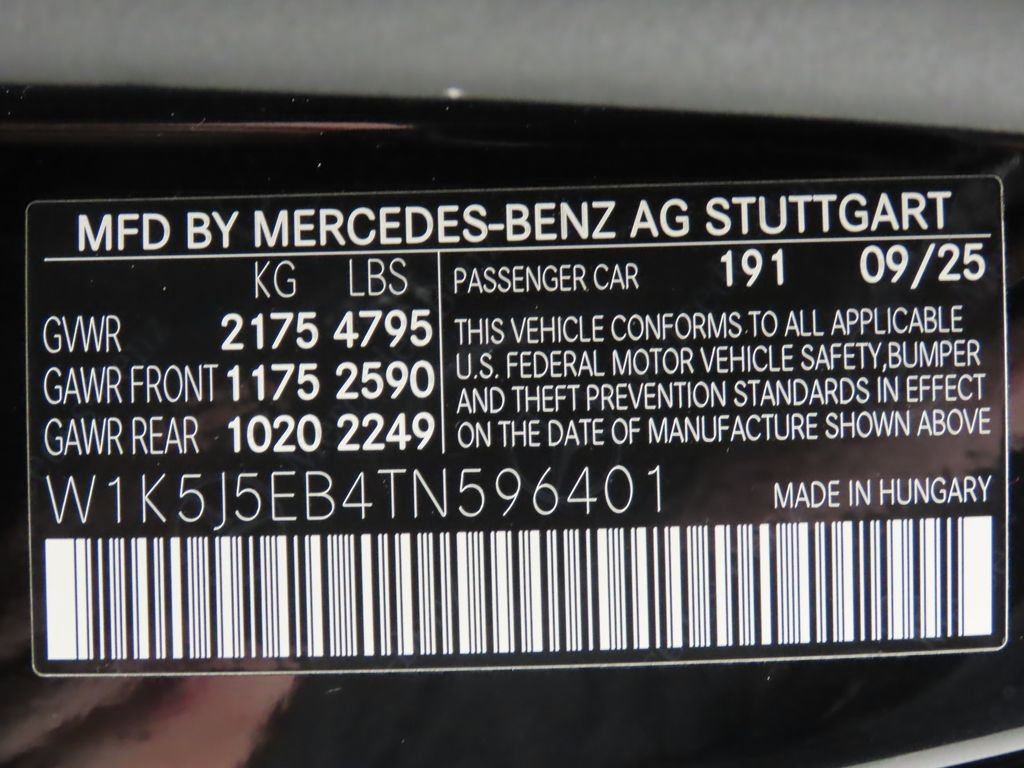 MFD BY MERCEDES-BENZ AG STUTTGART
KG LBS
GVWR 2175 4795
GAWR FRONT 1175 2590
GAWR REAR 1020 2249
PASSENGER CAR 191 09/25
THIS VEHICLE CONFORMS TO ALL APPLICABLE
U.S. FEDERAL MOTOR VEHICLE SAFETY,BUMPER
AND THEFT PREVENTION STANDARDS IN EFFECT
ON THE DATE OF MANUFACTURE SHOWN ABOVE
W1K5J5EB4TN596401
MADE IN HUNGARY